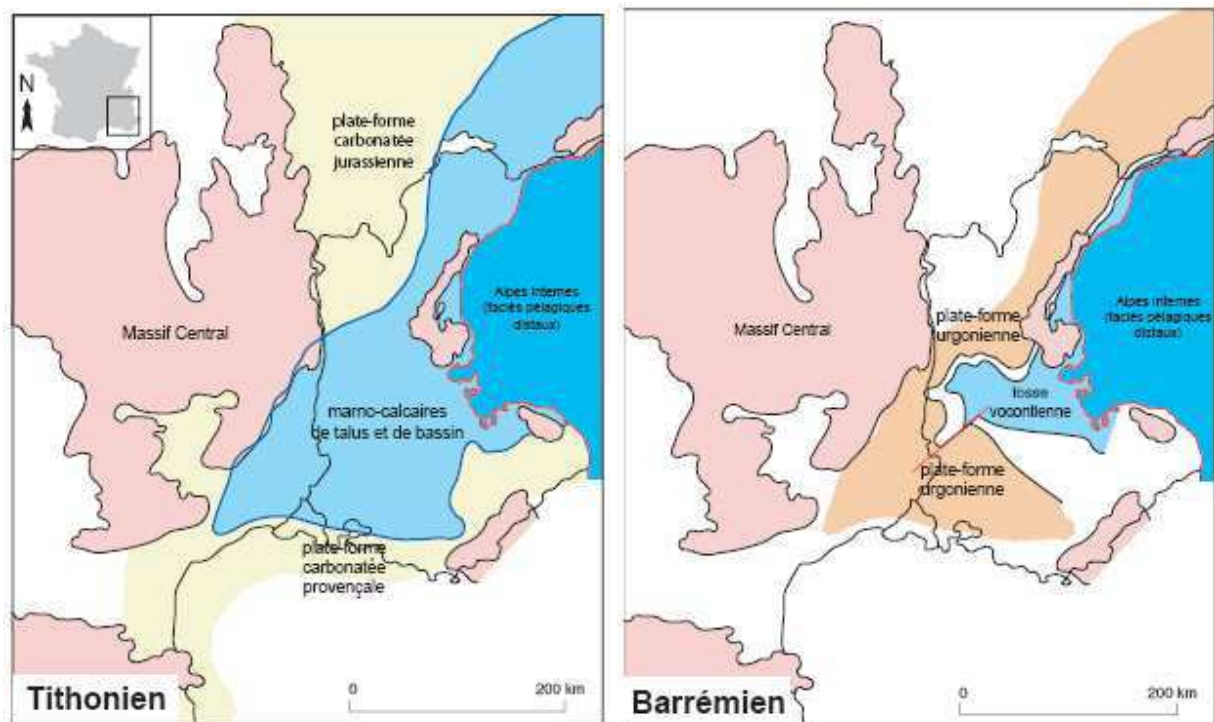 N
plate-forme
carbonatée
jurassienne
Massif Central
Alpes internes
(faciès pélagiques
distaux)
marno-calcaires
de talus et de bassin
plate-forme
carbonatée
provençale
Tithonien
0
200 km
plate-forme
urgonienne
Massif Central
Alpes internes
(faciès pélagiques
distaux)
fosse
vocontienne
plate-forme
urgonienne
Barrémien
0
200 km